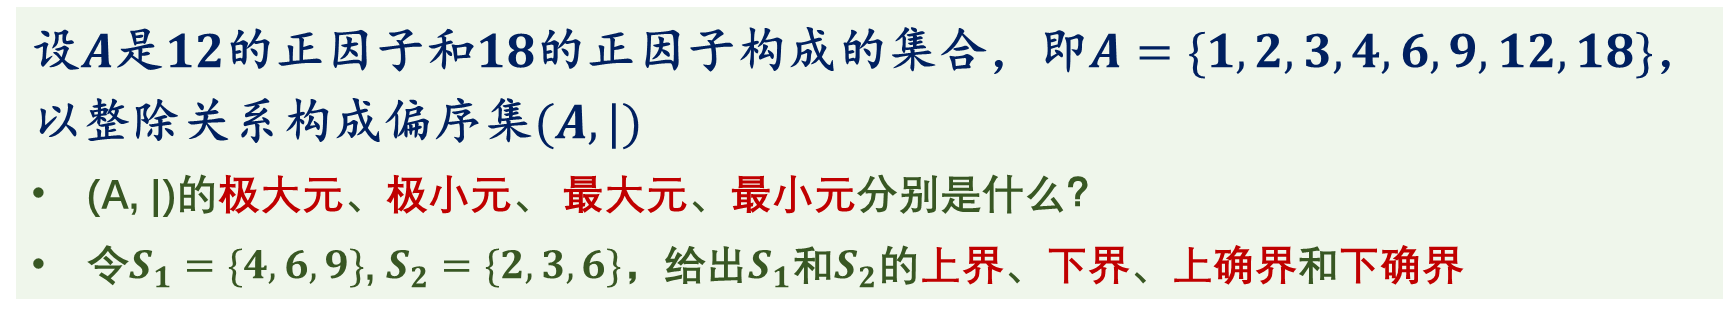 设A是12的正因子和18的正因子构成的集合，即A = {1, 2, 3, 4, 6, 9, 12, 18}，
以整除关系构成偏序集(A, |)
• (A, |)的极大元、极小元、最大元、最小元分别是什么?
• 令S₁ = {4, 6, 9}, S₂ = {2, 3, 6}，给出S₁和S₂的上界、下界、上确界和下确界